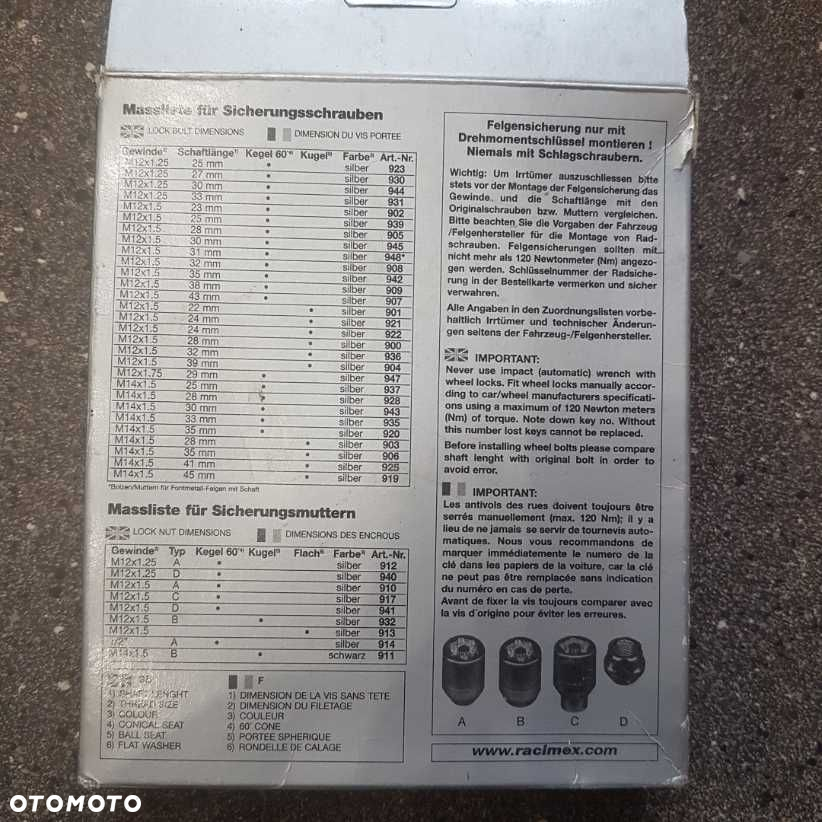 Massliste für Sicherungsschrauben
LOCK BULT DIMENSIONS DIMENSION DU VIS PORTEE
Gewinde²⁾ Schaftlänge¹⁾ Kegel 60°⁴⁾ Kugel⁵⁾ Farbe³⁾ Art.-Nr.
M12x1.25 25 mm • silber 923
M12x1.25 27 mm • silber 930
M12x1.25 30 mm • silber 944
M12x1.25 33 mm • silber 931
M12x1.5 23 mm • silber 902
M12x1.5 25 mm • silber 939
M12x1.5 28 mm • silber 905
M12x1.5 30 mm • silber 945
M12x1.5 31 mm • silber 948*
M12x1.5 32 mm • silber 908
M12x1.5 35 mm • silber 942
M12x1.5 38 mm • silber 909
M12x1.5 43 mm • silber 907
M12x1.5 22 mm • silber 901
M12x1.5 24 mm • silber 921
M12x1.5 24 mm • silber 922
M12x1.5 28 mm • silber 900
M12x1.5 32 mm • silber 936
M12x1.5 39 mm • silber 904
M12x1.75 29 mm • silber 947
M14x1.5 25 mm • silber 937
M14x1.5 28 mm • silber 928
M14x1.5 30 mm • silber 943
M14x1.5 33 mm • silber 935
M14x1.5 35 mm • silber 920
M14x1.5 28 mm • silber 903
M14x1.5 35 mm • silber 906
M14x1.5 41 mm • silber 925
M14x1.5 45 mm • silber 919
*Bolzen/Muttern für Fontmetall-Felgen mit Schaft
Massliste für Sicherungsmuttern
LOCK NUT DIMENSIONS DIMENSIONS DES ENCROUS
Gewinde²⁾ Typ Kegel 60°⁴⁾ Kugel⁵⁾ Flach⁶⁾ Farbe³⁾ Art.-Nr.
M12x1.25 A • silber 912
M12x1.25 D • silber 940
M12x1.5 A • silber 910
M12x1.5 C • silber 917
M12x1.5 D • silber 941
M12x1.5 B • silber 932
M12x1.5 • silber 913
1/2" A • silber 914
M14x1.5 B • schwarz 911
GB
1) SHAFT LENGHT
2) THREAD SIZE
3) COLOUR
4) CONICAL SEAT
5) BALL SEAT
6) FLAT WASHER
F
1) DIMENSION DE LA VIS SANS TETE
2) DIMENSION DU FILETAGE
3) COULEUR
4) 60° CONE
5) PORTEE SPHERIQUE
6) RONDELLE DE CALAGE
Felgensicherung nur mit
Drehmomentschlüssel montieren !
Niemals mit Schlagschraubern.
Wichtig: Um Irrtümer auszuschliessen bitte
stets vor der Montage der Felgensicherung das
Gewinde und die Schaftlänge mit den
Originalschrauben bzw. Muttern vergleichen.
Bitte beachten Sie die Vorgaben der Fahrzeug
/Felgenhersteller für die Montage von Rad-
schrauben. Felgensicherungen sollten mit
nicht mehr als 120 Newtonmeter (Nm) angezo-
gen werden. Schlüsselnummer der Radsiche-
rung in der Bestellkarte vermerken und sicher
verwahren.
Alle Angaben in den Zuordnungslisten vorbe-
haltlich Irrtümer und technischer Änderun-
gen seitens der Fahrzeug-/Felgenhersteller.
IMPORTANT:
Never use impact (automatic) wrench with
wheel locks. Fit wheel locks manually accor-
ding to car/wheel manufacturers specificati-
ons using a maximum of 120 Newton meters
(Nm) of torque. Note down key no. Without
this number lost keys cannot be replaced.
Before installing wheel bolts please compare
shaft lenght with original bolt in order to
avoid error.
IMPORTANT:
Les antivols des rues doivent toujours être
serrés manuellement (max. 120 Nm); il y a
lieu de ne jamais se servir de tournevis auto-
matiques. Nous vous recommandons de
marquer immédiatement le numero de la
clé dans les papiers de la voiture, car la clé
ne peut pas être remplacée sans indication
du numéro en cas de perte.
Avant de fixer la vis toujours comparer avec
la vis d'origine pour éviter les erreures.
A B C D
www.racimex.com
OTOMOTO